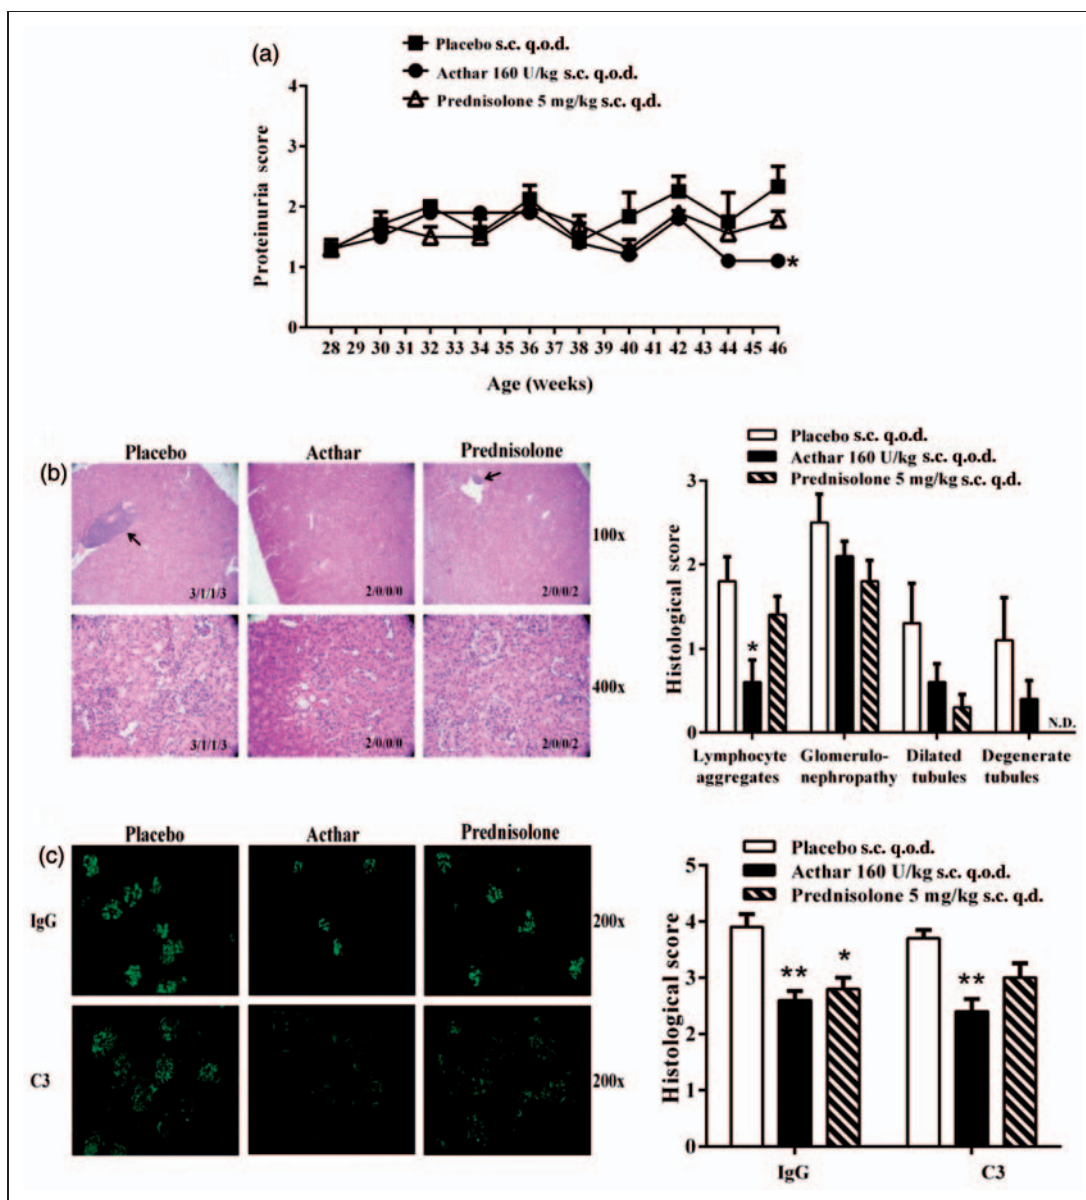 (a)
Placebo s.c. q.o.d.
Acthar 160 U/kg s.c. q.o.d.
Prednisolone 5 mg/kg s.c. q.d.
Proteinuria score
4
3
2
1
0
*
28 29 30 31 32 33 34 35 36 37 38 39 40 41 42 43 44 45 46
Age (weeks)
(b)
Placebo Acthar Prednisolone
3/1/1/3 2/0/0/0 2/0/0/2
100x
3/1/1/3 2/0/0/0 2/0/0/2
400x
Placebo s.c. q.o.d.
Acthar 160 U/kg s.c. q.o.d.
Prednisolone 5 mg/kg s.c. q.d.
Histological score
3
2
1
0
*
N.D.
Lymphocyte Glomerulo- Dilated Degenerate
aggregates nephropathy tubules tubules
(c)
Placebo Acthar Prednisolone
IgG
200x
C3
200x
Placebo s.c. q.o.d.
Acthar 160 U/kg s.c. q.o.d.
Prednisolone 5 mg/kg s.c. q.d.
Histological score
5
4
3
2
1
0
** * **
IgG C3